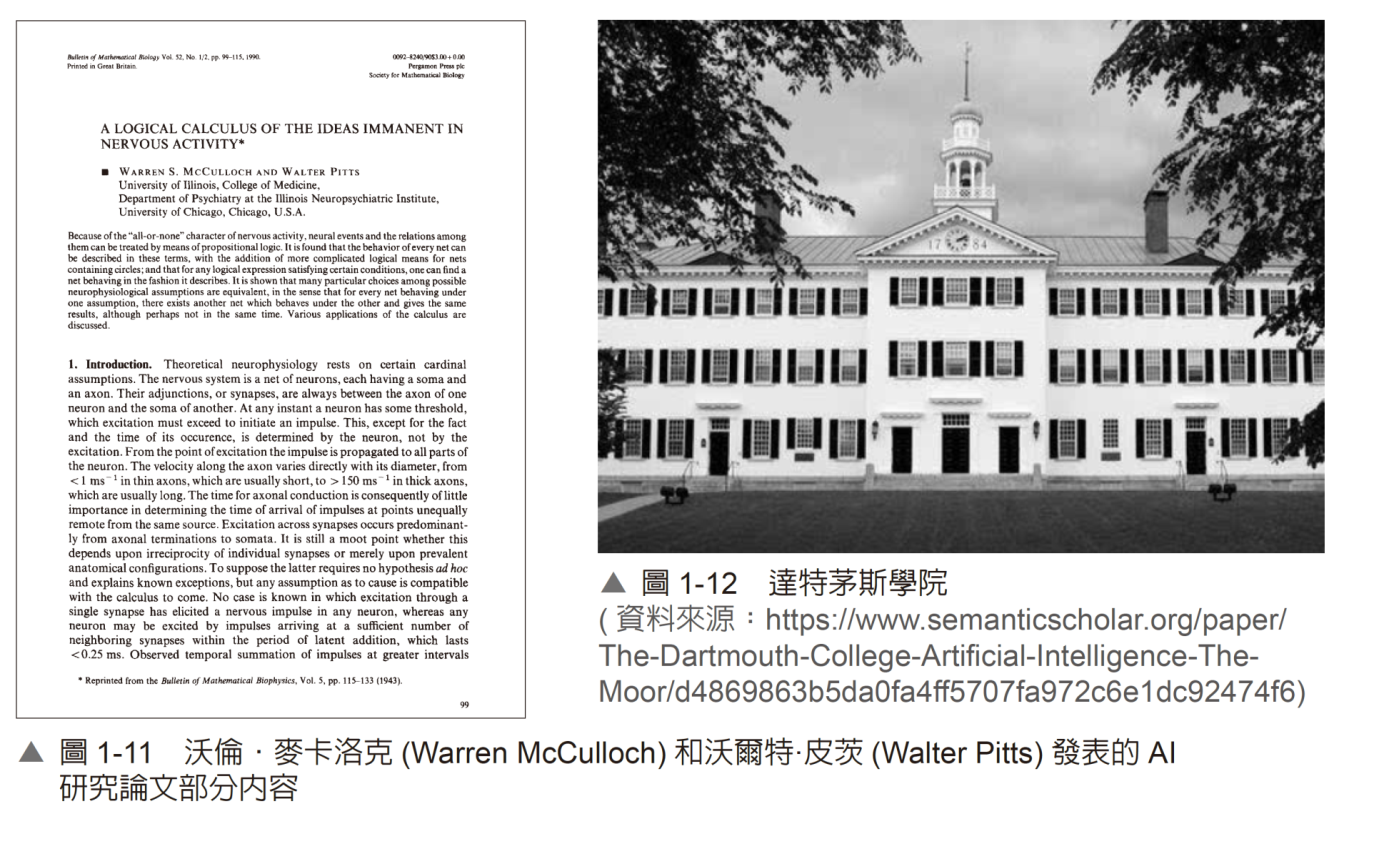 Bulletin of Mathematical Biology Vol. 52, No. 1/2, pp. 99-115, 1990.
Printed in Great Britain.
0092-8240/90$3.00+0.00
Pergamon Press plc
Society for Mathematical Biology
A LOGICAL CALCULUS OF THE IDEAS IMMANENT IN
NERVOUS ACTIVITY*
■ WARREN S. MCCULLOCH AND WALTER PITTS
University of Illinois, College of Medicine,
Department of Psychiatry at the Illinois Neuropsychiatric Institute,
University of Chicago, Chicago, U.S.A.
Because of the “all-or-none” character of nervous activity, neural events and the relations among
them can be treated by means of propositional logic. It is found that the behavior of every net can
be described in these terms, with the addition of more complicated logical means for nets
containing circles; and that for any logical expression satisfying certain conditions, one can find a
net behaving in the fashion it describes. It is shown that many particular choices among possible
neurophysiological assumptions are equivalent, in the sense that for every net behaving under
one assumption, there exists another net which behaves under the other and gives the same
results, although perhaps not in the same time. Various applications of the calculus are
discussed.
1. Introduction. Theoretical neurophysiology rests on certain cardinal
assumptions. The nervous system is a net of neurons, each having a soma and
an axon. Their adjunctions, or synapses, are always between the axon of one
neuron and the soma of another. At any instant a neuron has some threshold,
which excitation must exceed to initiate an impulse. This, except for the fact
and the time of its occurence, is determined by the neuron, not by the
excitation. From the point of excitation the impulse is propagated to all parts of
the neuron. The velocity along the axon varies directly with its diameter, from
<1 ms⁻¹ in thin axons, which are usually short, to >150 ms⁻¹ in thick axons,
which are usually long. The time for axonal conduction is consequently of little
importance in determining the time of arrival of impulses at points unequally
remote from the same source. Excitation across synapses occurs predominant-
ly from axonal terminations to somata. It is still a moot point whether this
depends upon irreciprocity of individual synapses or merely upon prevalent
anatomical configurations. To suppose the latter requires no hypothesis ad hoc
and explains known exceptions, but any assumption as to cause is compatible
with the calculus to come. No case is known in which excitation through a
single synapse has elicited a nervous impulse in any neuron, whereas any
neuron may be excited by impulses arriving at a sufficient number of
neighboring synapses within the period of latent addition, which lasts
<0.25 ms. Observed temporal summation of impulses at greater intervals
* Reprinted from the Bulletin of Mathematical Biophysics, Vol. 5, pp. 115-133 (1943).
99
17 84
▲ 圖 1-12 達特茅斯學院
( 資料來源：https://www.semanticscholar.org/paper/
The-Dartmouth-College-Artificial-Intelligence-The-
Moor/d4869863b5da0fa4ff5707fa972c6e1dc92474f6)
▲ 圖 1-11 沃倫．麥卡洛克 (Warren McCulloch) 和沃爾特·皮茨 (Walter Pitts) 發表的 AI
研究論文部分內容